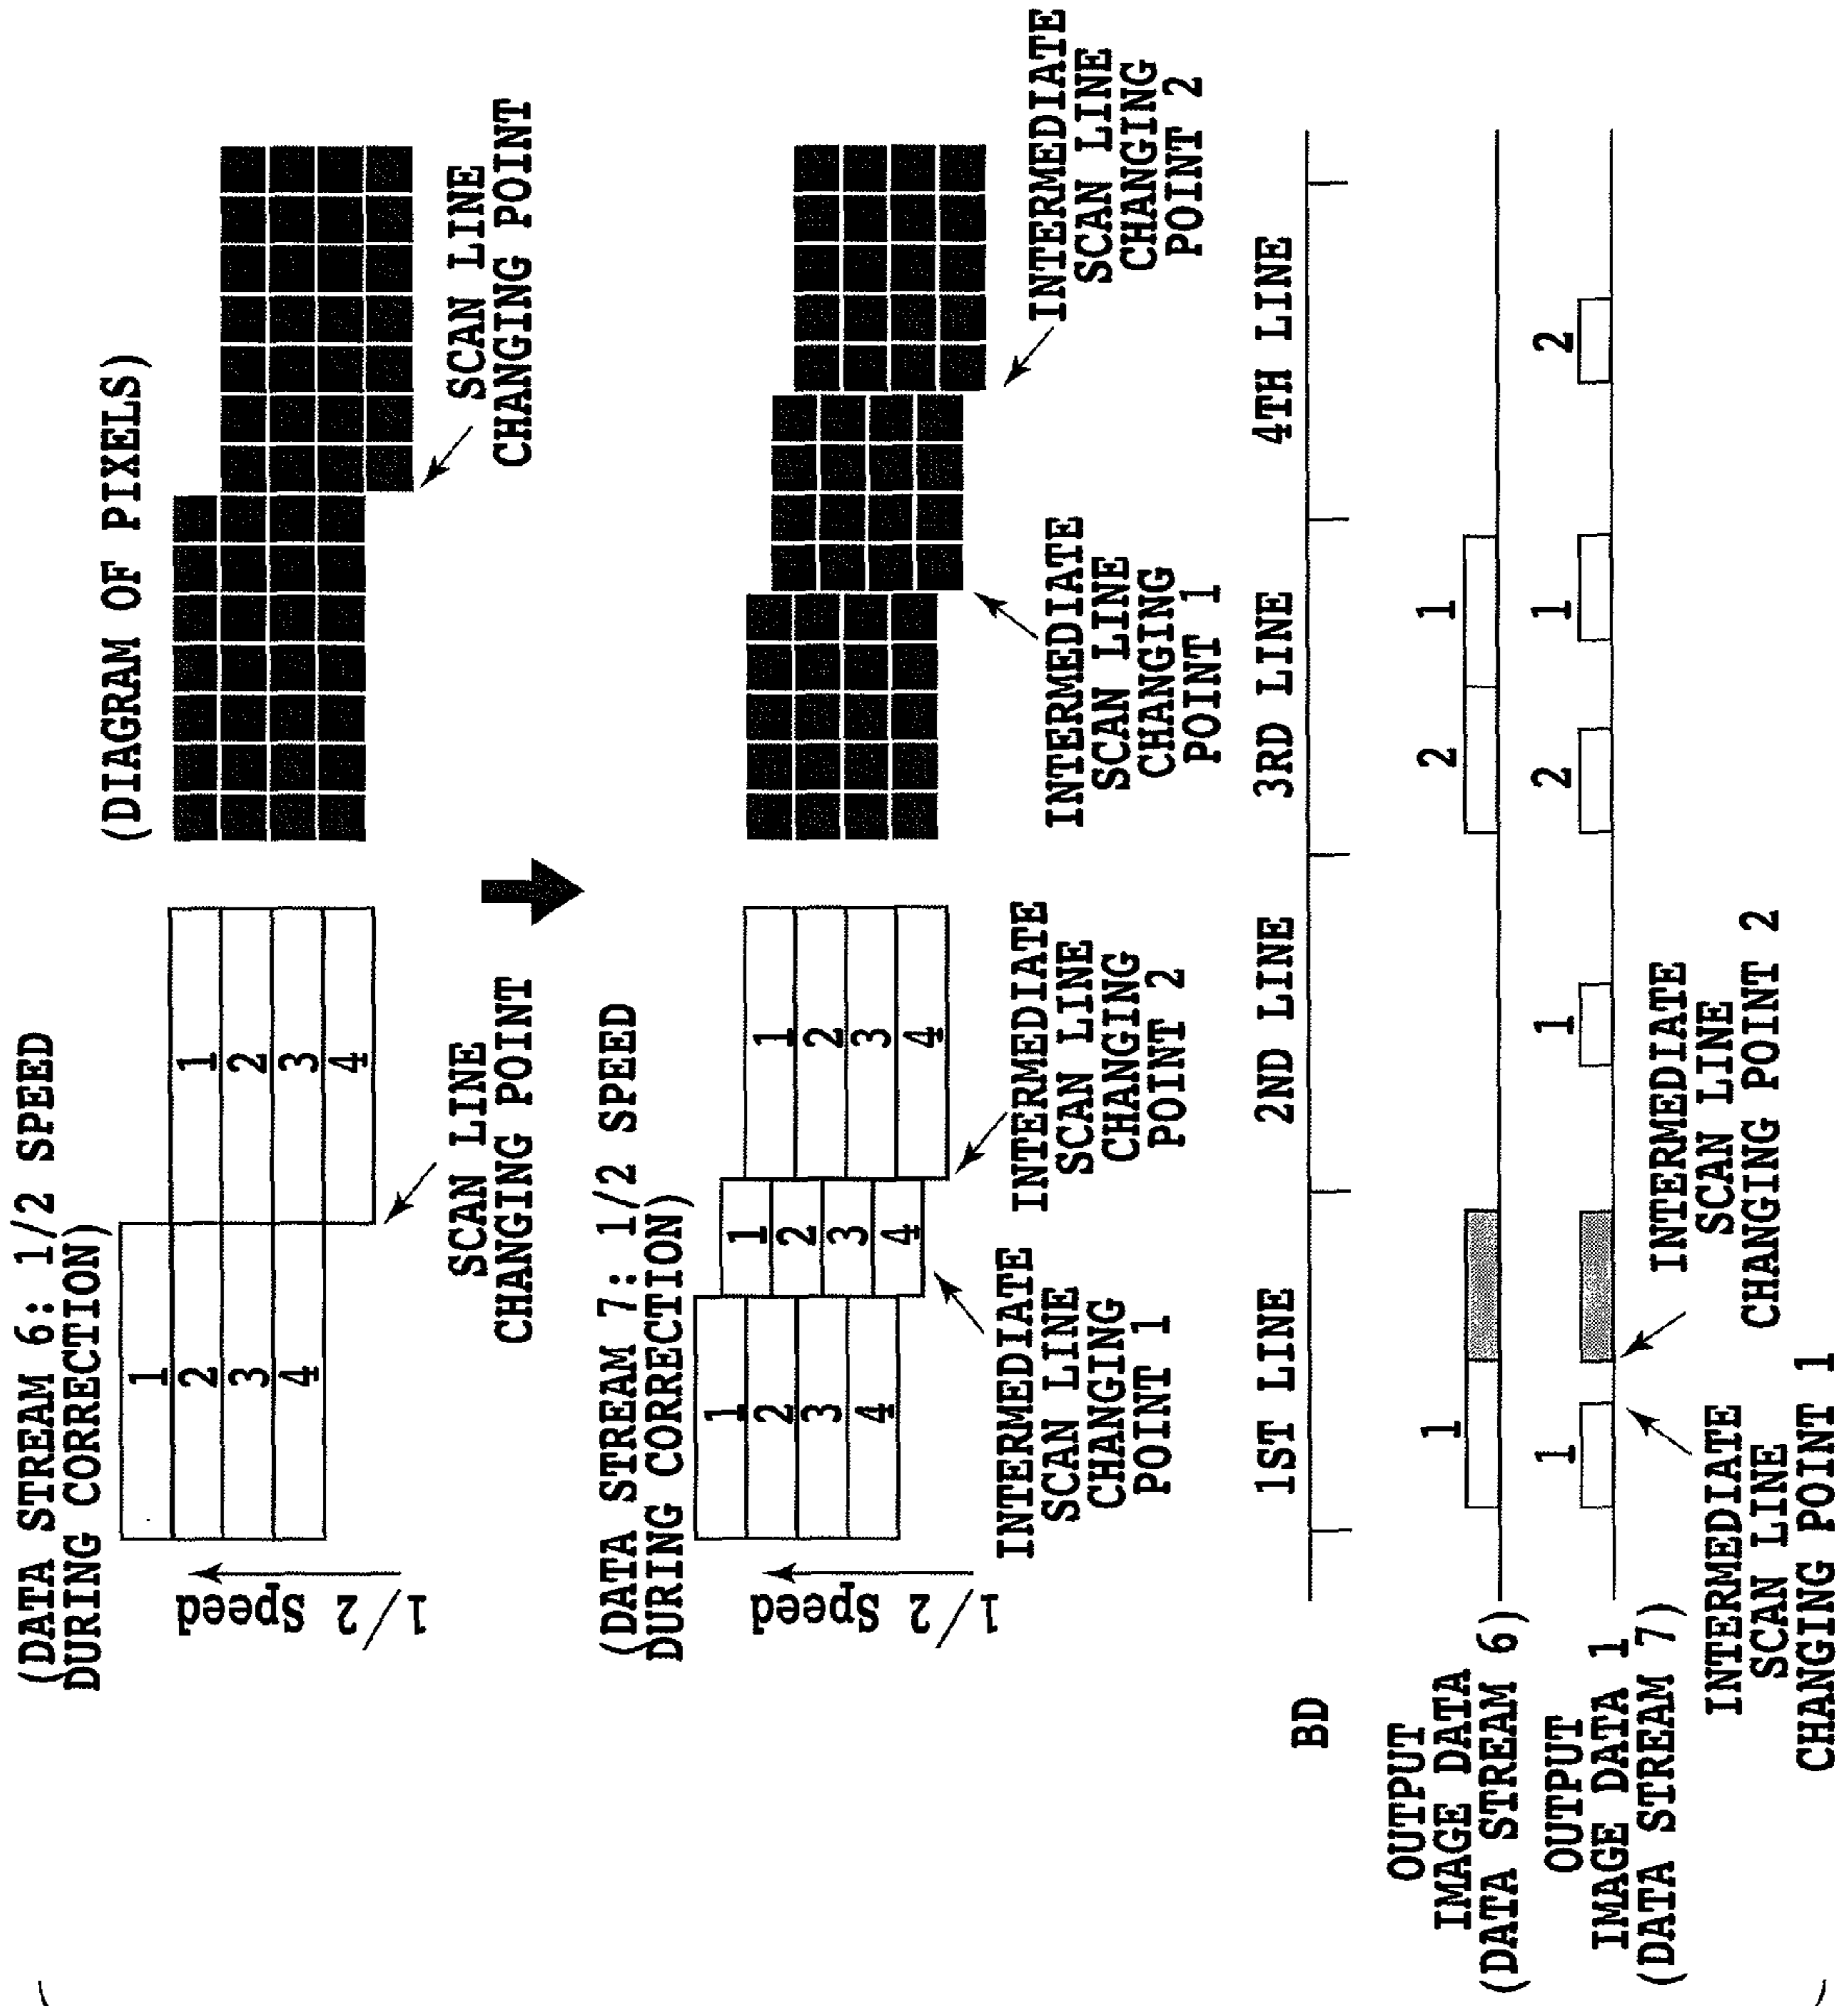 (DATA STREAM 6: 1/2 SPEED
DURING CORRECTION)
(DIAGRAM OF PIXELS)
1/2 Speed
1
2
3
4
1
2
3
4
SCAN LINE
CHANGING POINT
SCAN LINE
CHANGING POINT
(DATA STREAM 7: 1/2 SPEED
DURING CORRECTION)
1/2 Speed
1
2
3
4
1
2
3
4
1
2
3
4
INTERMEDIATE
SCAN LINE
CHANGING
POINT 1
INTERMEDIATE
SCAN LINE
CHANGING
POINT 2
INTERMEDIATE
SCAN LINE
CHANGING
POINT 1
INTERMEDIATE
SCAN LINE
CHANGING
POINT 2
1ST LINE
2ND LINE
3RD LINE
4TH LINE
BD
OUTPUT
IMAGE DATA
(DATA STREAM 6)
1
2
1
OUTPUT
IMAGE DATA 1
(DATA STREAM 7)
1
1
2
1
2
INTERMEDIATE
SCAN LINE
CHANGING POINT 1
INTERMEDIATE
SCAN LINE
CHANGING POINT 2